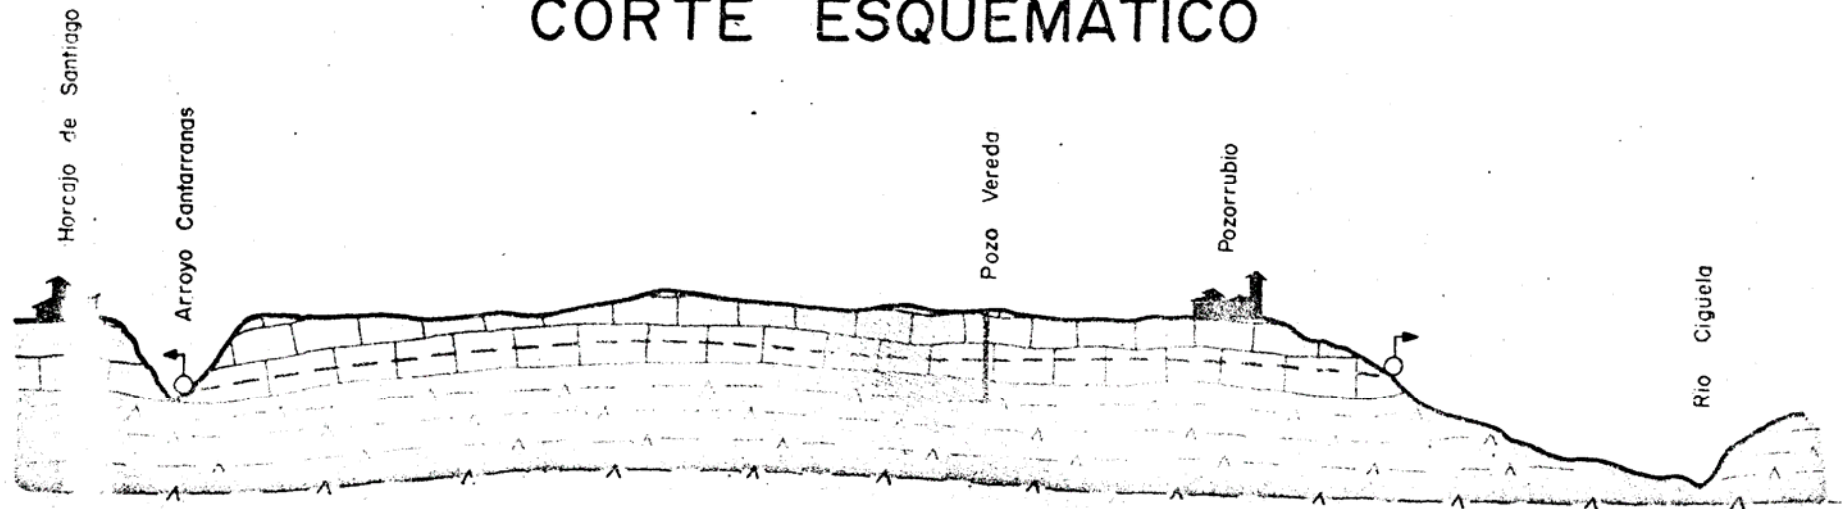 CORTE ESQUEMATICO
Horcajo de Santiago
Arroyo Cantarranas
Pozo Vereda
Pozorrubio
Rio Cigüela